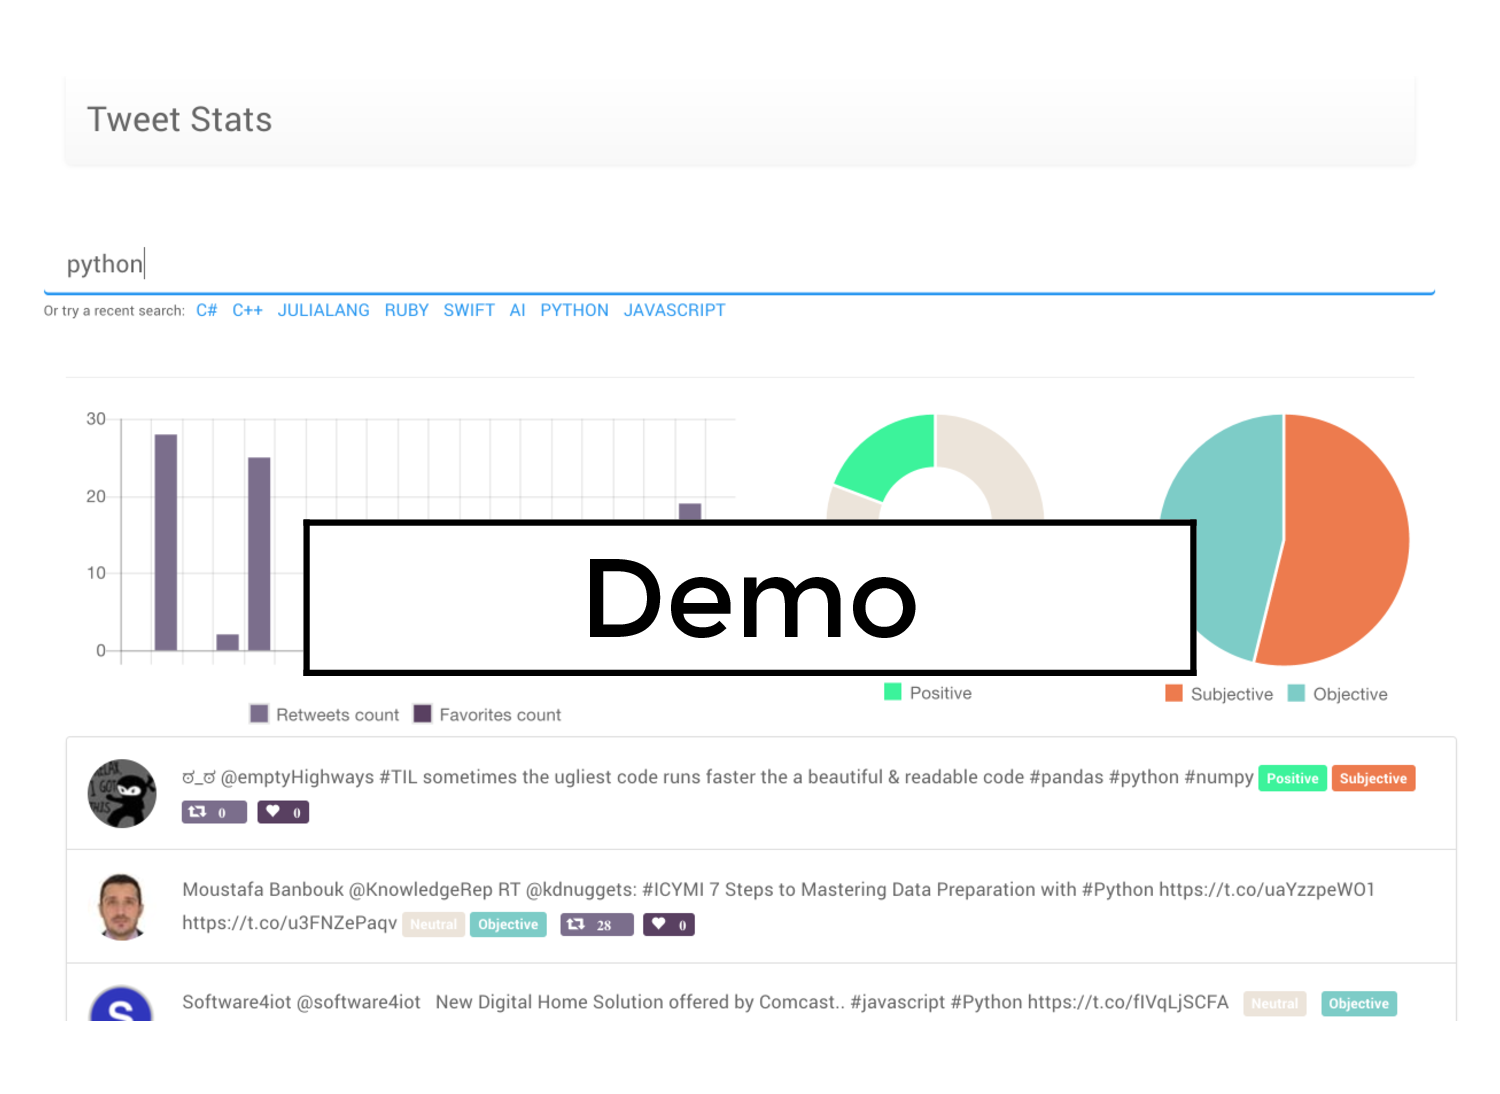 Tweet Stats
python
Or try a recent search: C# C++ JULIALANG RUBY SWIFT AI PYTHON JAVASCRIPT
30
20
10
0
Demo
Retweets count Favorites count
Positive
Subjective Objective
RELAX, I GOT THIS
ಠ_ಠ @emptyHighways #TIL sometimes the ugliest code runs faster the a beautiful & readable code #pandas #python #numpy Positive Subjective
0 0
Moustafa Banbouk @KnowledgeRep RT @kdnuggets: #ICYMI 7 Steps to Mastering Data Preparation with #Python https://t.co/uaYzzpeWO1
https://t.co/u3FNZePaqv Neutral Objective 28 0
S
Software4iot @software4iot New Digital Home Solution offered by Comcast.. #javascript #Python https://t.co/fIVqLjSCFA Neutral Objective